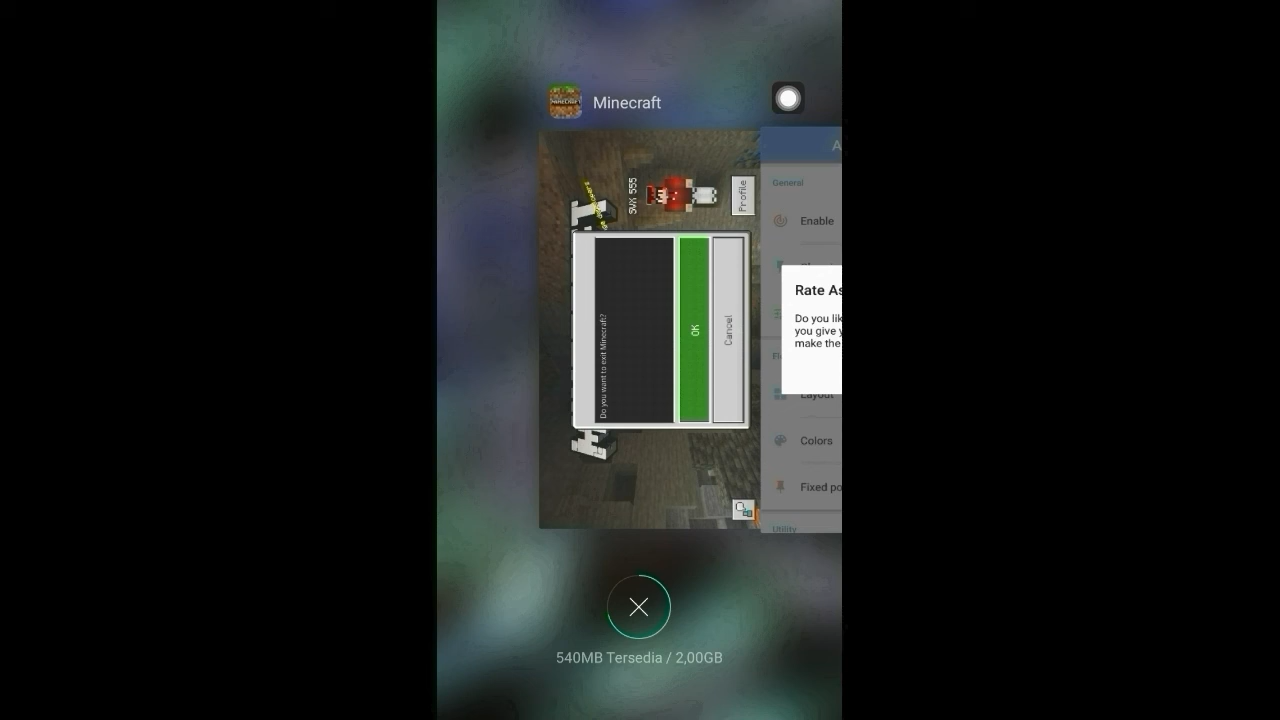 Minecraft
A
SVX 555
Profile
Do you want to exit Minecraft?
OK
Cancel
General
Enable
Rate As
Do you lik
you give y
make the
Layout
Colors
Fixed po
Utility
540MB Tersedia / 2,00GB